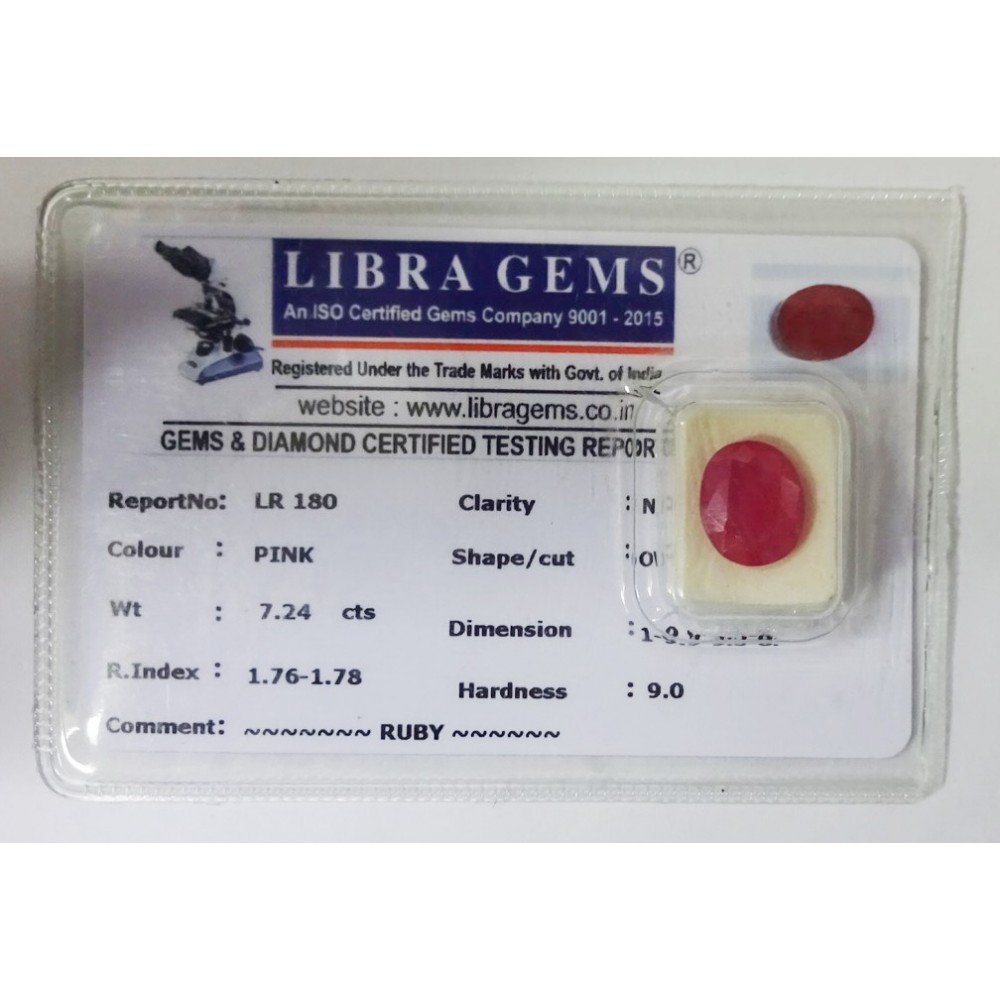 LIBRA GEMS ®
An ISO Certified Gems Company 9001 - 2015
Registered Under the Trade Marks with Govt. of India
website : www.libragems.co.in
GEMS & DIAMOND CERTIFIED TESTING REPOR
ReportNo: LR 180 Clarity :
Colour : PINK Shape/cut :
Wt : 7.24 cts Dimension :
R.Index : 1.76-1.78 Hardness : 9.0
Comment: ~~~~~~~ RUBY ~~~~~~